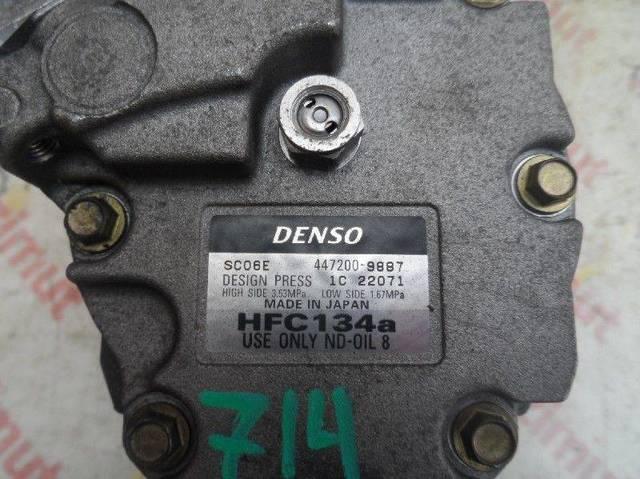 DENSO
SC06E 447200-9887
DESIGN PRESS 1C 22071
HIGH SIDE 3.53MPa LOW SIDE 1.67MPa
MADE IN JAPAN
HFC134a
USE ONLY ND-OIL 8
714